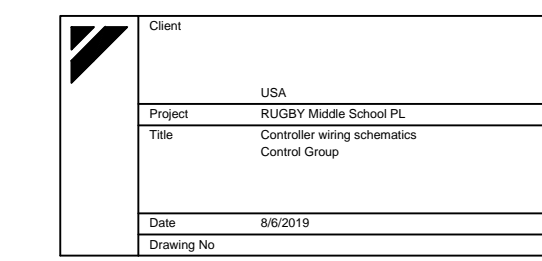 Client
USA
Project RUGBY Middle School PL
Title Controller wiring schematics
Control Group
Date 8/6/2019
Drawing No